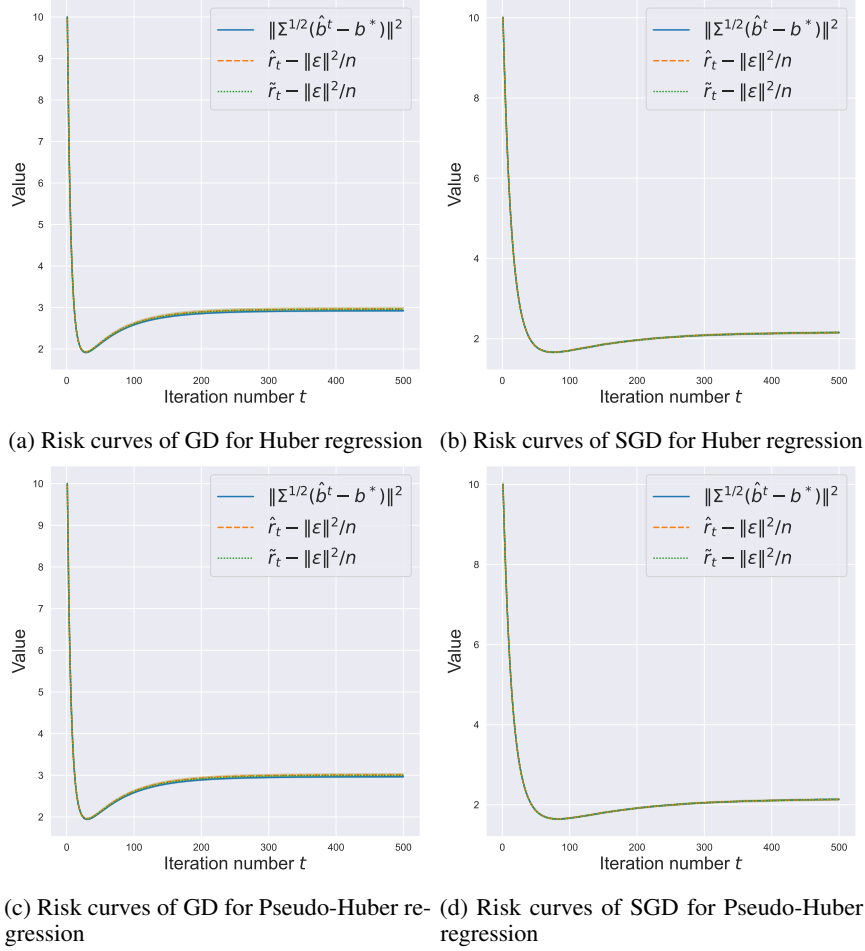 10
9
8
7
6
5
4
3
2
Value
0
100
200
300
400
500
Iteration number t
‖Σ^{1/2}(b̂^t − b*)‖²
r̂_t − ‖ε‖²/n
r̃_t − ‖ε‖²/n
10
8
6
4
2
Value
0
100
200
300
400
500
Iteration number t
‖Σ^{1/2}(b̂^t − b*)‖²
r̂_t − ‖ε‖²/n
r̃_t − ‖ε‖²/n
(a) Risk curves of GD for Huber regression
(b) Risk curves of SGD for Huber regression
10
9
8
7
6
5
4
3
2
Value
0
100
200
300
400
500
Iteration number t
‖Σ^{1/2}(b̂^t − b*)‖²
r̂_t − ‖ε‖²/n
r̃_t − ‖ε‖²/n
10
8
6
4
2
Value
0
100
200
300
400
500
Iteration number t
‖Σ^{1/2}(b̂^t − b*)‖²
r̂_t − ‖ε‖²/n
r̃_t − ‖ε‖²/n
(c) Risk curves of GD for Pseudo-Huber re-
gression
(d) Risk curves of SGD for Pseudo-Huber
regression